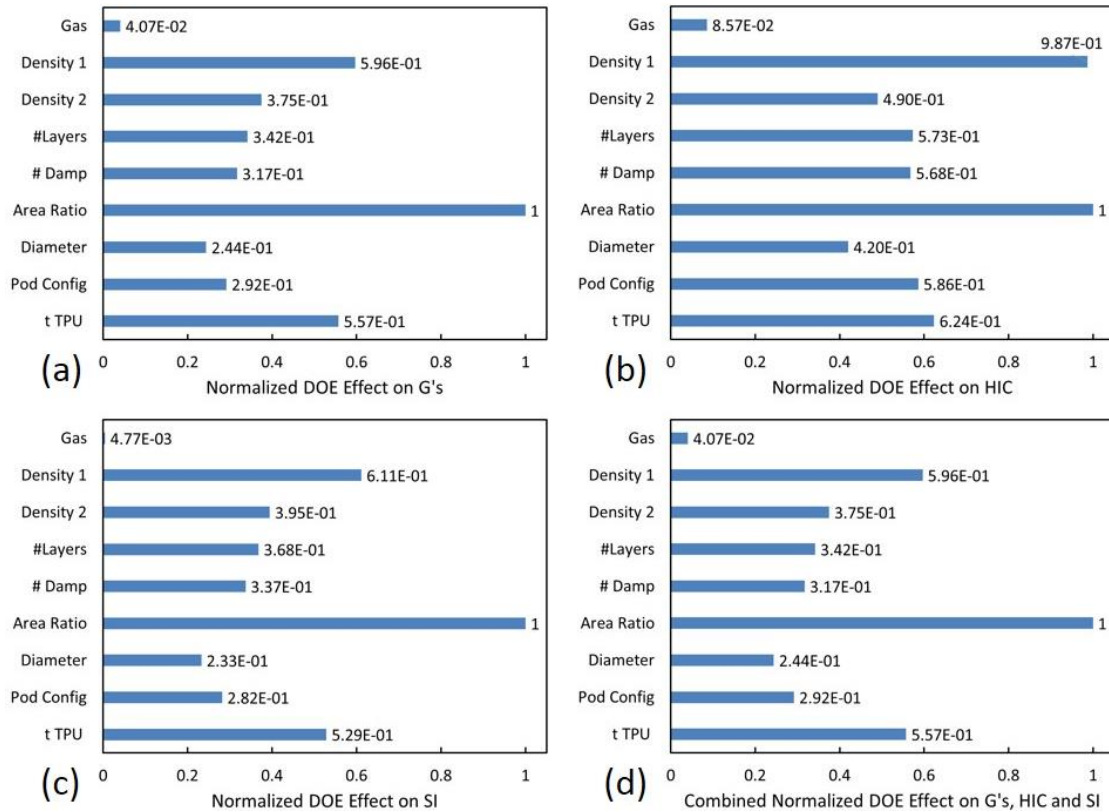 Gas 4.07E-02
Density 1 5.96E-01
Density 2 3.75E-01
#Layers 3.42E-01
# Damp 3.17E-01
Area Ratio 1
Diameter 2.44E-01
Pod Config 2.92E-01
t TPU 5.57E-01
0 0.2 0.4 0.6 0.8 1
(a) Normalized DOE Effect on G's
Gas 8.57E-02
Density 1 9.87E-01
Density 2 4.90E-01
#Layers 5.73E-01
# Damp 5.68E-01
Area Ratio 1
Diameter 4.20E-01
Pod Config 5.86E-01
t TPU 6.24E-01
0 0.2 0.4 0.6 0.8 1
(b) Normalized DOE Effect on HIC
Gas 4.77E-03
Density 1 6.11E-01
Density 2 3.95E-01
#Layers 3.68E-01
# Damp 3.37E-01
Area Ratio 1
Diameter 2.33E-01
Pod Config 2.82E-01
t TPU 5.29E-01
0 0.2 0.4 0.6 0.8 1
(c) Normalized DOE Effect on SI
Gas 4.07E-02
Density 1 5.96E-01
Density 2 3.75E-01
#Layers 3.42E-01
# Damp 3.17E-01
Area Ratio 1
Diameter 2.44E-01
Pod Config 2.92E-01
t TPU 5.57E-01
0 0.2 0.4 0.6 0.8 1
(d) Combined Normalized DOE Effect on G's, HIC and SI